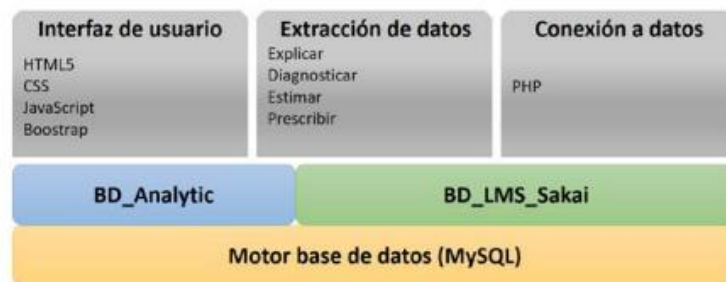 Interfaz de usuario
HTML5
CSS
JavaScript
Boostrap
Extracción de datos
Explicar
Diagnosticar
Estimar
Prescribir
Conexión a datos
PHP
BD_Analytic
BD_LMS_Sakai
Motor base de datos (MySQL)